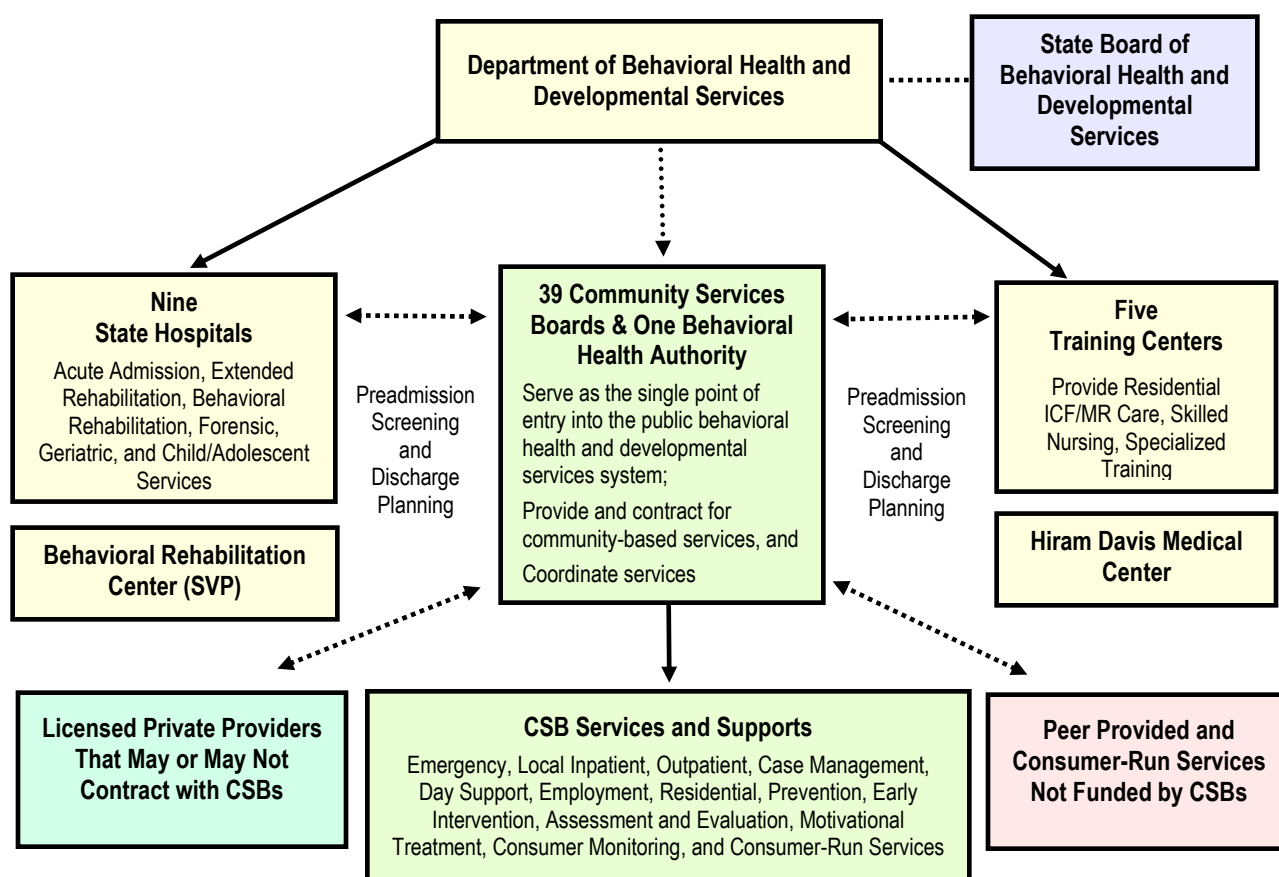 Department of Behavioral Health and
Developmental Services
State Board of
Behavioral Health and
Developmental
Services
Nine
State Hospitals
Acute Admission, Extended
Rehabilitation, Behavioral
Rehabilitation, Forensic,
Geriatric, and Child/Adolescent
Services
Preadmission
Screening
and
Discharge
Planning
39 Community Services
Boards & One Behavioral
Health Authority
Serve as the single point of
entry into the public behavioral
health and developmental
services system;
Provide and contract for
community-based services, and
Coordinate services
Preadmission
Screening
and
Discharge
Planning
Five
Training Centers
Provide Residential
ICF/MR Care, Skilled
Nursing, Specialized
Training
Behavioral Rehabilitation
Center (SVP)
Hiram Davis Medical
Center
Licensed Private Providers
That May or May Not
Contract with CSBs
CSB Services and Supports
Emergency, Local Inpatient, Outpatient, Case Management,
Day Support, Employment, Residential, Prevention, Early
Intervention, Assessment and Evaluation, Motivational
Treatment, Consumer Monitoring, and Consumer-Run Services
Peer Provided and
Consumer-Run Services
Not Funded by CSBs